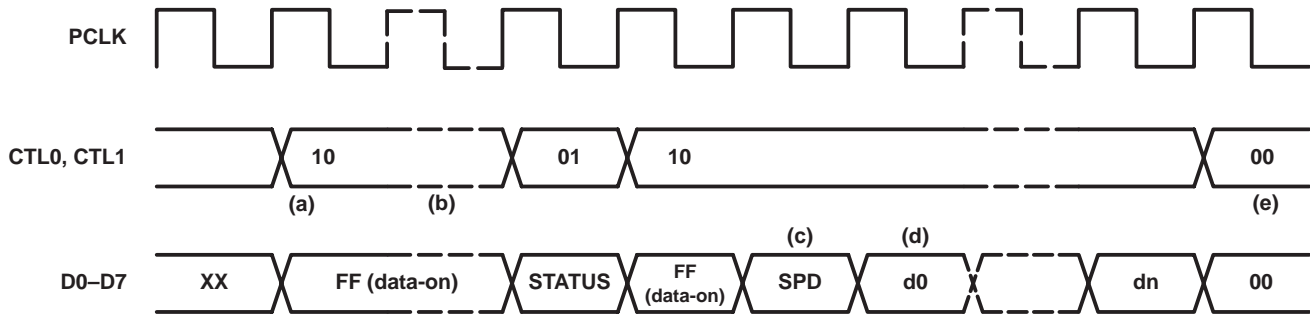 PCLK
CTL0, CTL1
10
01
10
00
(a)
(b)
(e)
(c)
(d)
D0–D7
XX
FF (data-on)
STATUS
FF
(data-on)
SPD
d0
dn
00